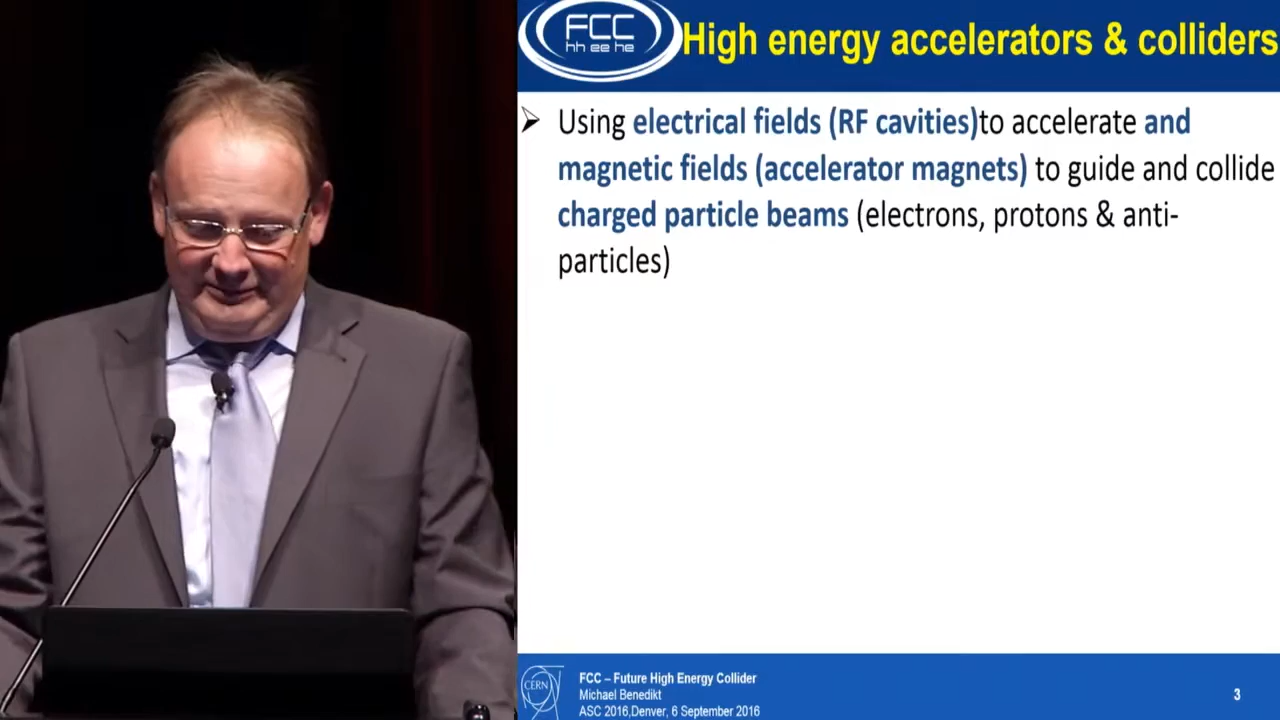 FCC
hh ee he
High energy accelerators & colliders
➢ Using electrical fields (RF cavities)to accelerate and
magnetic fields (accelerator magnets) to guide and collide
charged particle beams (electrons, protons & anti-
particles)
CERN
FCC – Future High Energy Collider
Michael Benedikt
ASC 2016,Denver, 6 September 2016
3